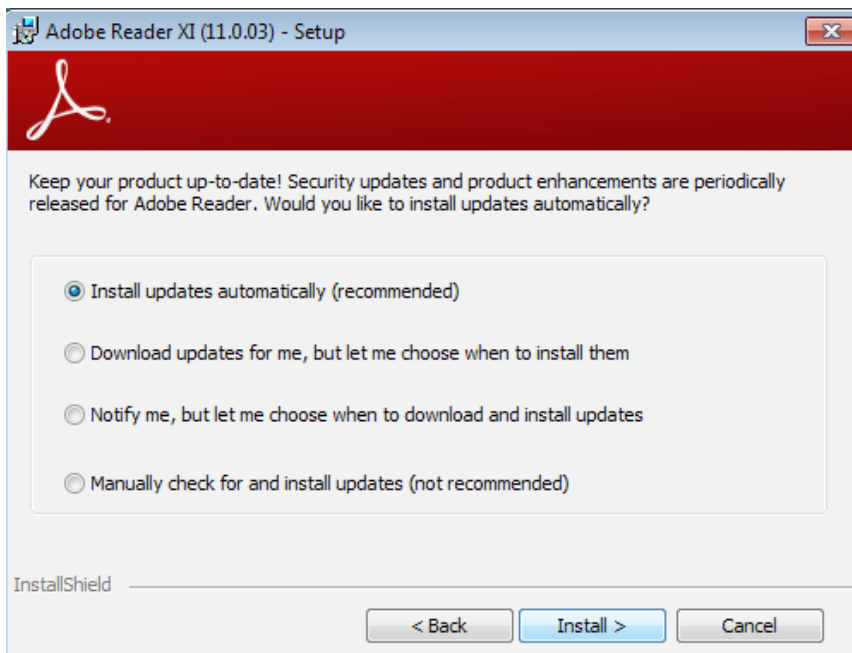 Adobe Reader XI (11.0.03) - Setup
Keep your product up-to-date! Security updates and product enhancements are periodically
released for Adobe Reader. Would you like to install updates automatically?
Install updates automatically (recommended)
Download updates for me, but let me choose when to install them
Notify me, but let me choose when to download and install updates
Manually check for and install updates (not recommended)
InstallShield
< Back Install > Cancel